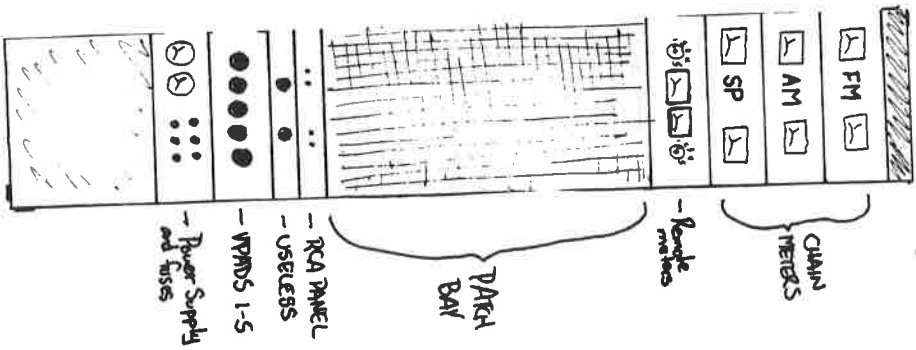 FM
AM
SP
CHAIN
METERS
- Remote
meters
PATCH
BAY
- RCA PANEL
- USELESS
- VPADS 1-5
- Power Supply
and fuses